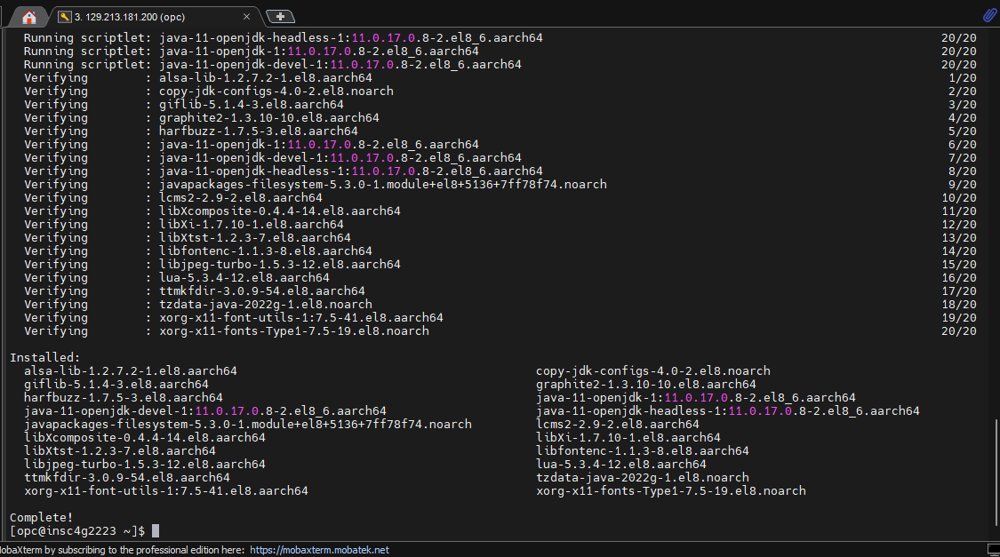 3. 129.213.181.200 (opc)
Running scriptlet: java-11-openjdk-headless-1:11.0.17.0.8-2.el8_6.aarch64 20/20
Running scriptlet: java-11-openjdk-1:11.0.17.0.8-2.el8_6.aarch64 20/20
Running scriptlet: java-11-openjdk-devel-1:11.0.17.0.8-2.el8_6.aarch64 20/20
Verifying : alsa-lib-1.2.7.2-1.el8.aarch64 1/20
Verifying : copy-jdk-configs-4.0-2.el8.noarch 2/20
Verifying : giflib-5.1.4-3.el8.aarch64 3/20
Verifying : graphite2-1.3.10-10.el8.aarch64 4/20
Verifying : harfbuzz-1.7.5-3.el8.aarch64 5/20
Verifying : java-11-openjdk-1:11.0.17.0.8-2.el8_6.aarch64 6/20
Verifying : java-11-openjdk-devel-1:11.0.17.0.8-2.el8_6.aarch64 7/20
Verifying : java-11-openjdk-headless-1:11.0.17.0.8-2.el8_6.aarch64 8/20
Verifying : javapackages-filesystem-5.3.0-1.module+el8+5136+7ff78f74.noarch 9/20
Verifying : lcms2-2.9-2.el8.aarch64 10/20
Verifying : libXcomposite-0.4.4-14.el8.aarch64 11/20
Verifying : libXi-1.7.10-1.el8.aarch64 12/20
Verifying : libXtst-1.2.3-7.el8.aarch64 13/20
Verifying : libfontenc-1.1.3-8.el8.aarch64 14/20
Verifying : libjpeg-turbo-1.5.3-12.el8.aarch64 15/20
Verifying : lua-5.3.4-12.el8.aarch64 16/20
Verifying : ttmkfdir-3.0.9-54.el8.aarch64 17/20
Verifying : tzdata-java-2022g-1.el8.noarch 18/20
Verifying : xorg-x11-font-utils-1:7.5-41.el8.aarch64 19/20
Verifying : xorg-x11-fonts-Type1-7.5-19.el8.noarch 20/20
Installed:
alsa-lib-1.2.7.2-1.el8.aarch64 copy-jdk-configs-4.0-2.el8.noarch
giflib-5.1.4-3.el8.aarch64 graphite2-1.3.10-10.el8.aarch64
harfbuzz-1.7.5-3.el8.aarch64 java-11-openjdk-1:11.0.17.0.8-2.el8_6.aarch64
java-11-openjdk-devel-1:11.0.17.0.8-2.el8_6.aarch64 java-11-openjdk-headless-1:11.0.17.0.8-2.el8_6.aarch64
javapackages-filesystem-5.3.0-1.module+el8+5136+7ff78f74.noarch lcms2-2.9-2.el8.aarch64
libXcomposite-0.4.4-14.el8.aarch64 libXi-1.7.10-1.el8.aarch64
libXtst-1.2.3-7.el8.aarch64 libfontenc-1.1.3-8.el8.aarch64
libjpeg-turbo-1.5.3-12.el8.aarch64 lua-5.3.4-12.el8.aarch64
ttmkfdir-3.0.9-54.el8.aarch64 tzdata-java-2022g-1.el8.noarch
xorg-x11-font-utils-1:7.5-41.el8.aarch64 xorg-x11-fonts-Type1-7.5-19.el8.noarch
Complete!
[opc@insc4g2223 ~]$
obaXterm by subscribing to the professional edition here: https://mobaxterm.mobatek.net